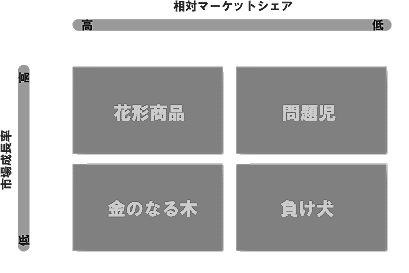 相対マーケットシェア
高
低
市場成長率
高
低
花形商品
問題児
金のなる木
負け犬